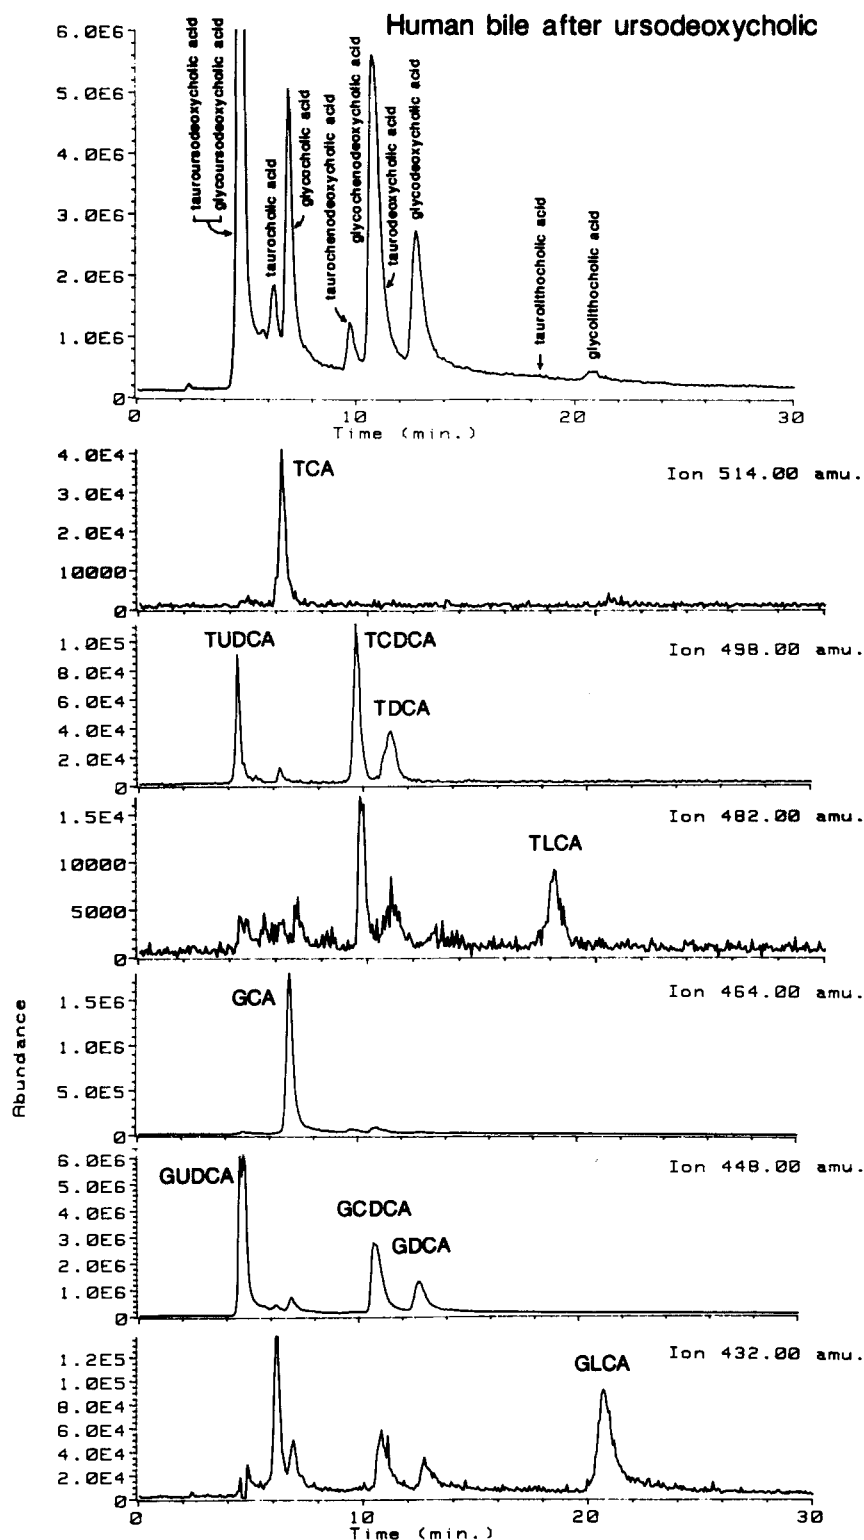 Human bile after ursodeoxycholic
6.0E6
5.0E6
4.0E6
3.0E6
2.0E6
1.0E6
0
tauroursodeoxycholic acid
glycoursodeoxycholic acid
taurocholic acid
glycocholic acid
taurochenodeoxycholic acid
glycochenodeoxycholic acid
taurodeoxycholic acid
glycodeoxycholic acid
taurolithocholic acid
glycolithocholic acid
0 10 20 30
Time (min.)
4.0E4
3.0E4
2.0E4
10000
0
TCA
Ion 514.00 amu.
1.0E5
8.0E4
6.0E4
4.0E4
2.0E4
0
TUDCA
TCDCA
TDCA
Ion 498.00 amu.
1.5E4
10000
5000
0
TLCA
Ion 482.00 amu.
Abundance
1.5E6
1.0E6
5.0E5
0
GCA
Ion 464.00 amu.
6.0E6
5.0E6
4.0E6
3.0E6
2.0E6
1.0E6
0
GUDCA
GCDCA
GDCA
Ion 448.00 amu.
1.2E5
1.0E5
8.0E4
6.0E4
4.0E4
2.0E4
0
GLCA
Ion 432.00 amu.
0 10 20 30
Time (min.)